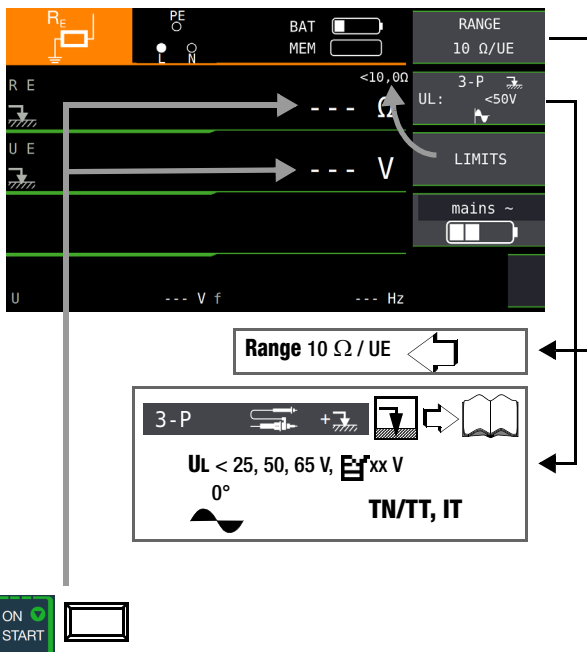 RE
PE
L
N
BAT
MEM
RANGE
10 Ω/UE
R E
<10,0Ω
--- Ω
3-P
UL: <50V
U E
--- V
LIMITS
mains ~
U --- V f --- Hz
Range 10 Ω / UE
3-P +
UL < 25, 50, 65 V, xx V
0°
TN/TT, IT
ON
START